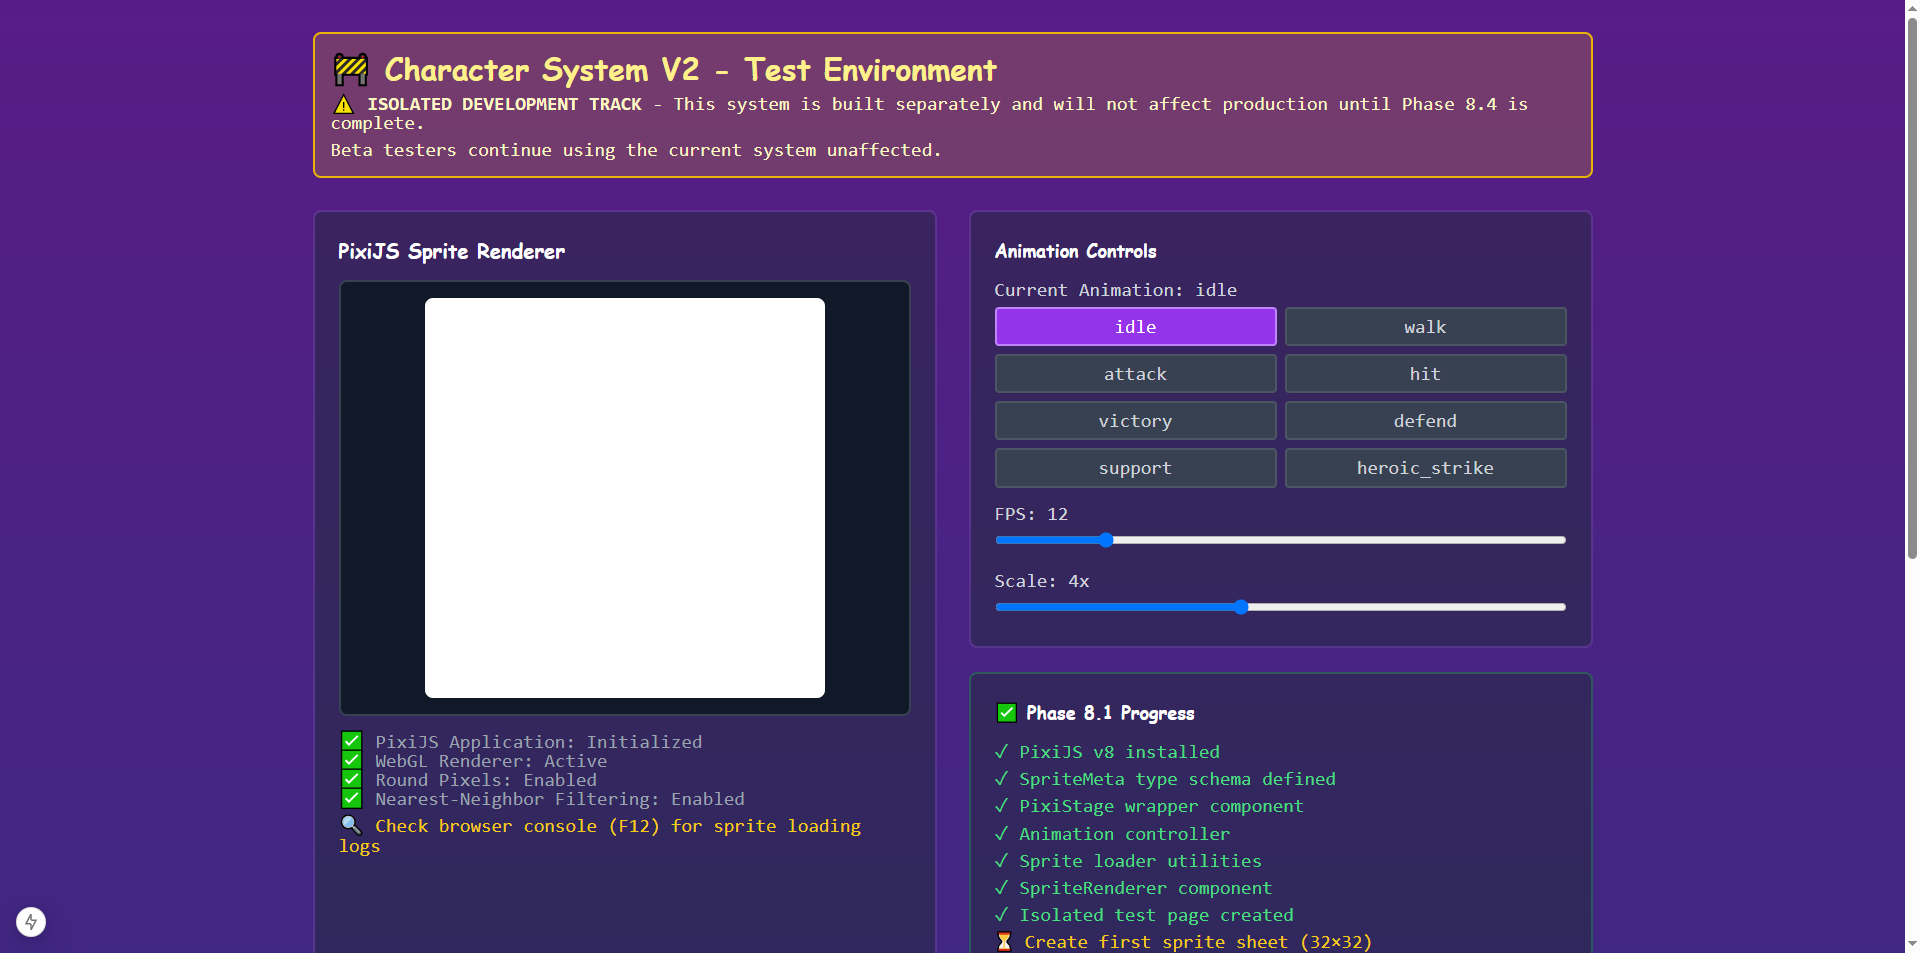 Character System V2 - Test Environment
ISOLATED DEVELOPMENT TRACK - This system is built separately and will not affect production until Phase 8.4 is
complete.
Beta testers continue using the current system unaffected.
PixiJS Sprite Renderer
PixiJS Application: Initialized
WebGL Renderer: Active
Round Pixels: Enabled
Nearest-Neighbor Filtering: Enabled
Check browser console (F12) for sprite loading
logs
Animation Controls
Current Animation: idle
idle
walk
attack
hit
victory
defend
support
heroic_strike
FPS: 12
Scale: 4x
Phase 8.1 Progress
✓ PixiJS v8 installed
✓ SpriteMeta type schema defined
✓ PixiStage wrapper component
✓ Animation controller
✓ Sprite loader utilities
✓ SpriteRenderer component
✓ Isolated test page created
Create first sprite sheet (32×32)